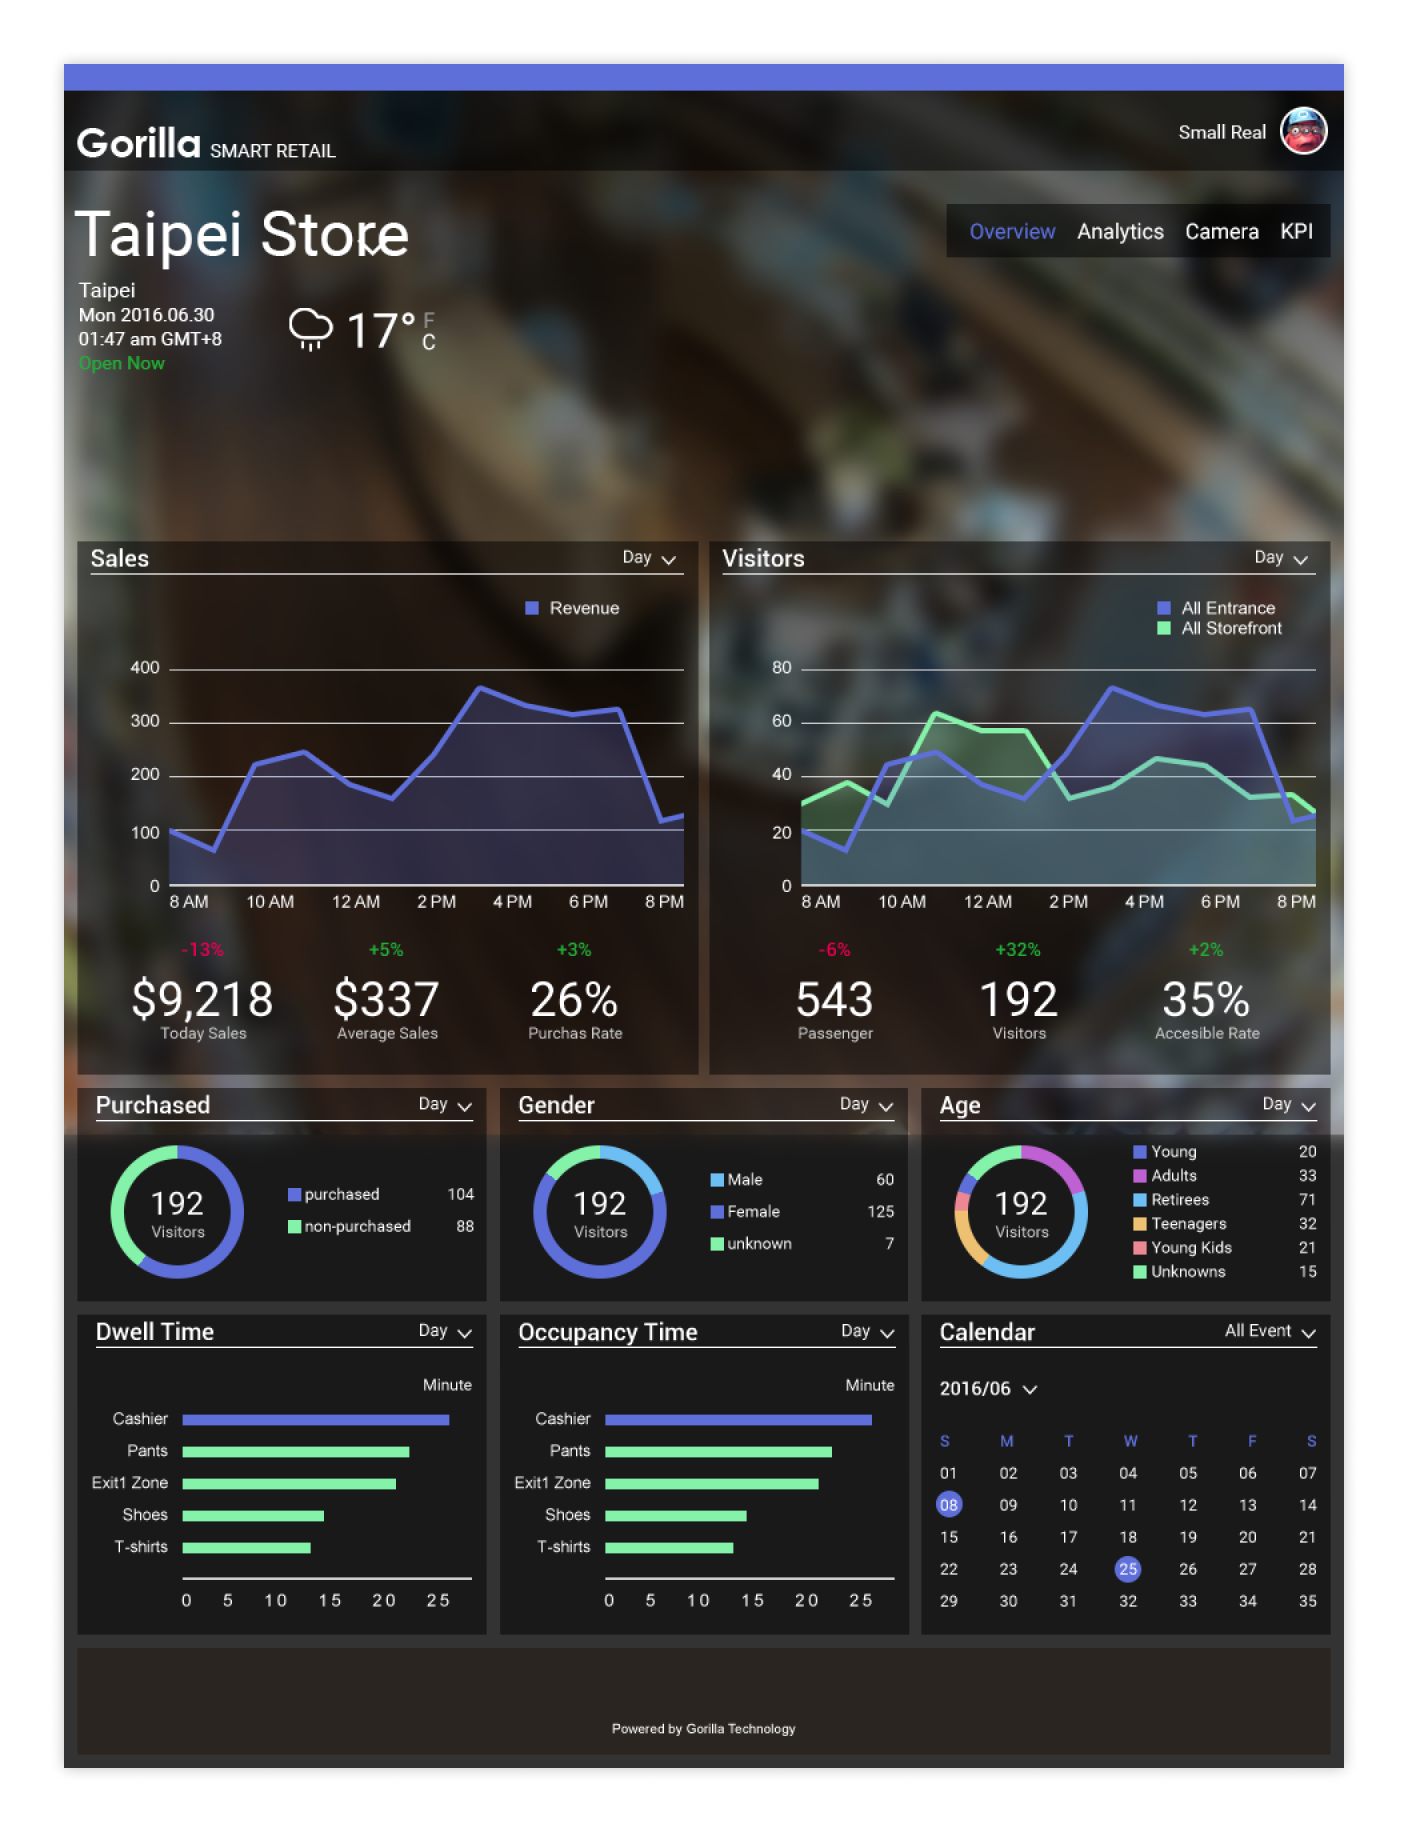 Gorilla SMART RETAIL
Small Real
Taipei Store
Overview Analytics Camera KPI
Taipei
Mon 2016.06.30
01:47 am GMT+8
Open Now
17° F
C
Sales Day
Revenue
400
300
200
100
0
8 AM 10 AM 12 AM 2 PM 4 PM 6 PM 8 PM
-13% +5% +3%
$9,218 $337 26%
Today Sales Average Sales Purchas Rate
Visitors Day
All Entrance
All Storefront
80
60
40
20
0
8 AM 10 AM 12 AM 2 PM 4 PM 6 PM 8 PM
-6% +32% +2%
543 192 35%
Passenger Visitors Accesible Rate
Purchased Day
192
Visitors
purchased 104
non-purchased 88
Gender Day
192
Visitors
Male 60
Female 125
unknown 7
Age Day
192
Visitors
Young 20
Adults 33
Retirees 71
Teenagers 32
Young Kids 21
Unknowns 15
Dwell Time Day
Minute
Cashier
Pants
Exit1 Zone
Shoes
T-shirts
0 5 10 15 20 25
Occupancy Time Day
Minute
Cashier
Pants
Exit1 Zone
Shoes
T-shirts
0 5 10 15 20 25
Calendar All Event
2016/06
S M T W T F S
01 02 03 04 05 06 07
08 09 10 11 12 13 14
15 16 17 18 19 20 21
22 23 24 25 26 27 28
29 30 31 32 33 34 35
Powered by Gorilla Technology